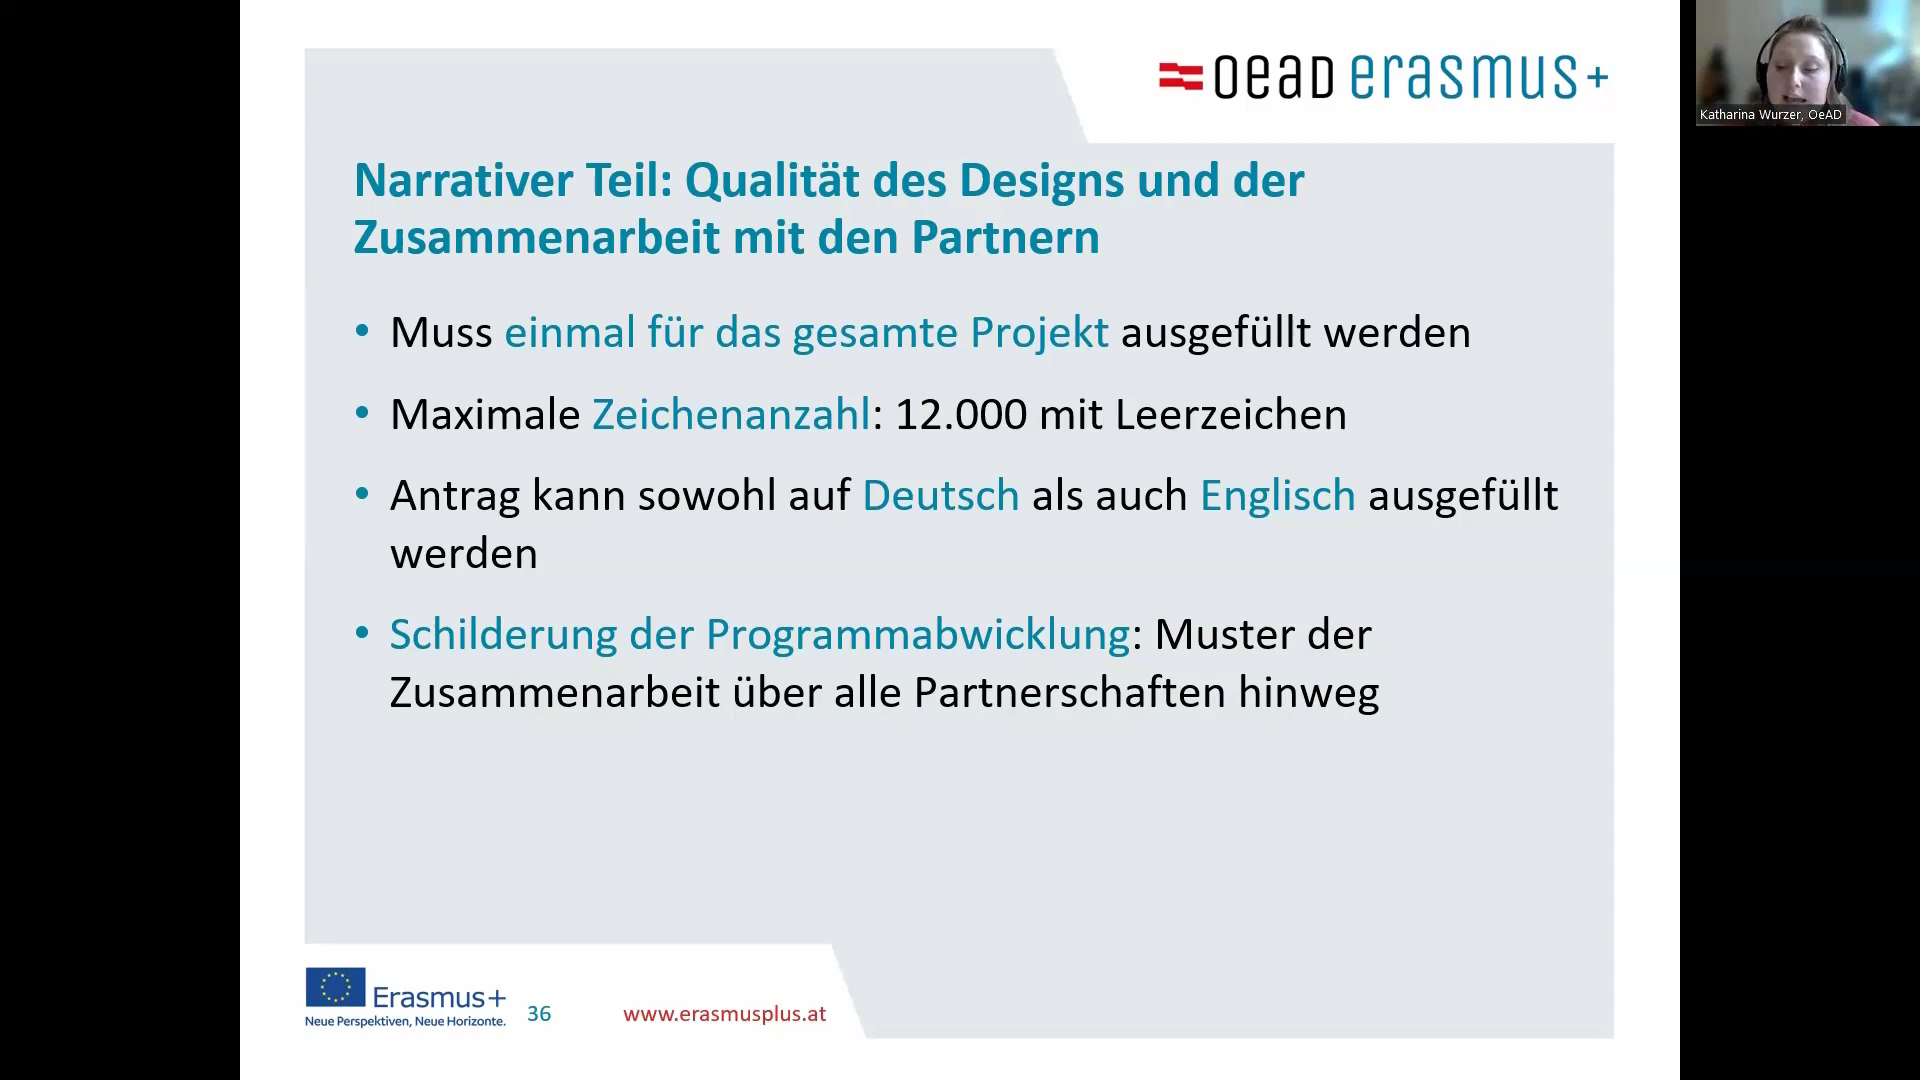 oead erasmus+
Katharina Wurzer, OeAD
Narrativer Teil: Qualität des Designs und der
Zusammenarbeit mit den Partnern
• Muss einmal für das gesamte Projekt ausgefüllt werden
• Maximale Zeichenanzahl: 12.000 mit Leerzeichen
• Antrag kann sowohl auf Deutsch als auch Englisch ausgefüllt
werden
• Schilderung der Programmabwicklung: Muster der
Zusammenarbeit über alle Partnerschaften hinweg
Erasmus+
Neue Perspektiven, Neue Horizonte.
36
www.erasmusplus.at